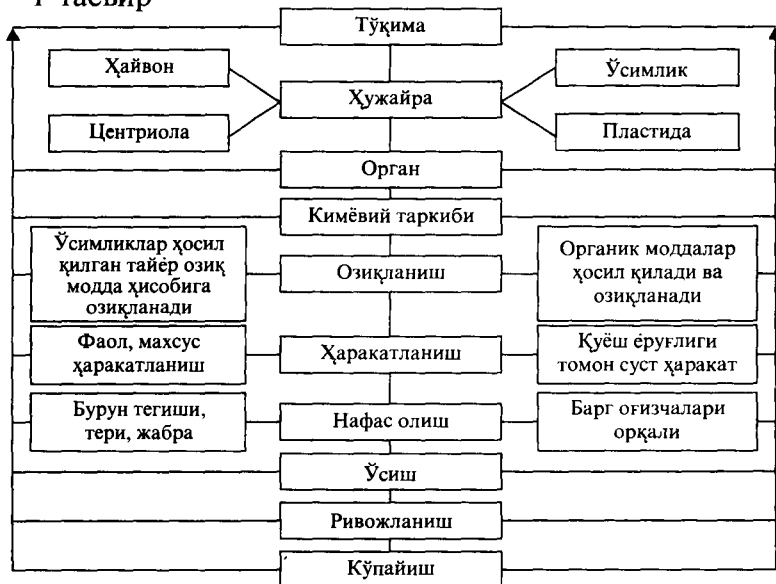 1-тасвир
Тўқима
Ҳайвон
Ўсимлик
Ҳужайра
Центриола
Пластида
Орган
Кимёвий таркиби
Ўсимликлар ҳосил
қилган тайёр озиқ
модда ҳисобига
озиқланади
Озиқланиш
Органик моддалар
ҳосил қилади ва
озиқланади
Фаол, махсус
ҳаракатланиш
Ҳаракатланиш
Қуёш ёруғлиги
томон суст ҳаракат
Бурун тегиши,
тери, жабра
Нафас олиш
Барг оғизчалари
орқали
Ўсиш
Ривожланиш
Кўпайиш